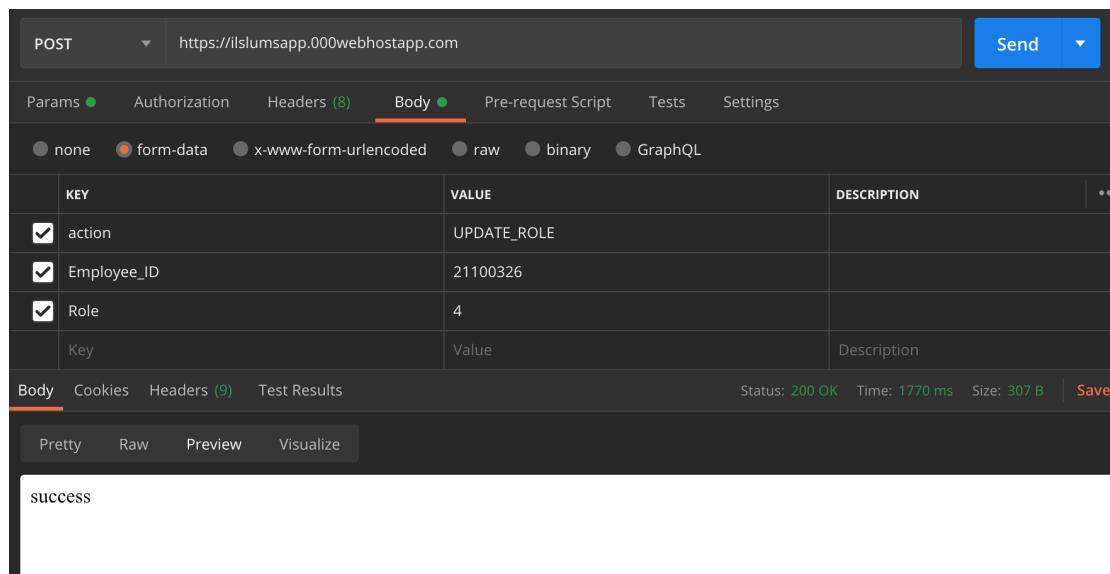 POST https://ilslumsapp.000webhostapp.com Send
Params Authorization Headers (8) Body Pre-request Script Tests Settings
none form-data x-www-form-urlencoded raw binary GraphQL
KEY VALUE DESCRIPTION
action UPDATE_ROLE
Employee_ID 21100326
Role 4
Key Value Description
Body Cookies Headers (9) Test Results Status: 200 OK Time: 1770 ms Size: 307 B Save
Pretty Raw Preview Visualize
success